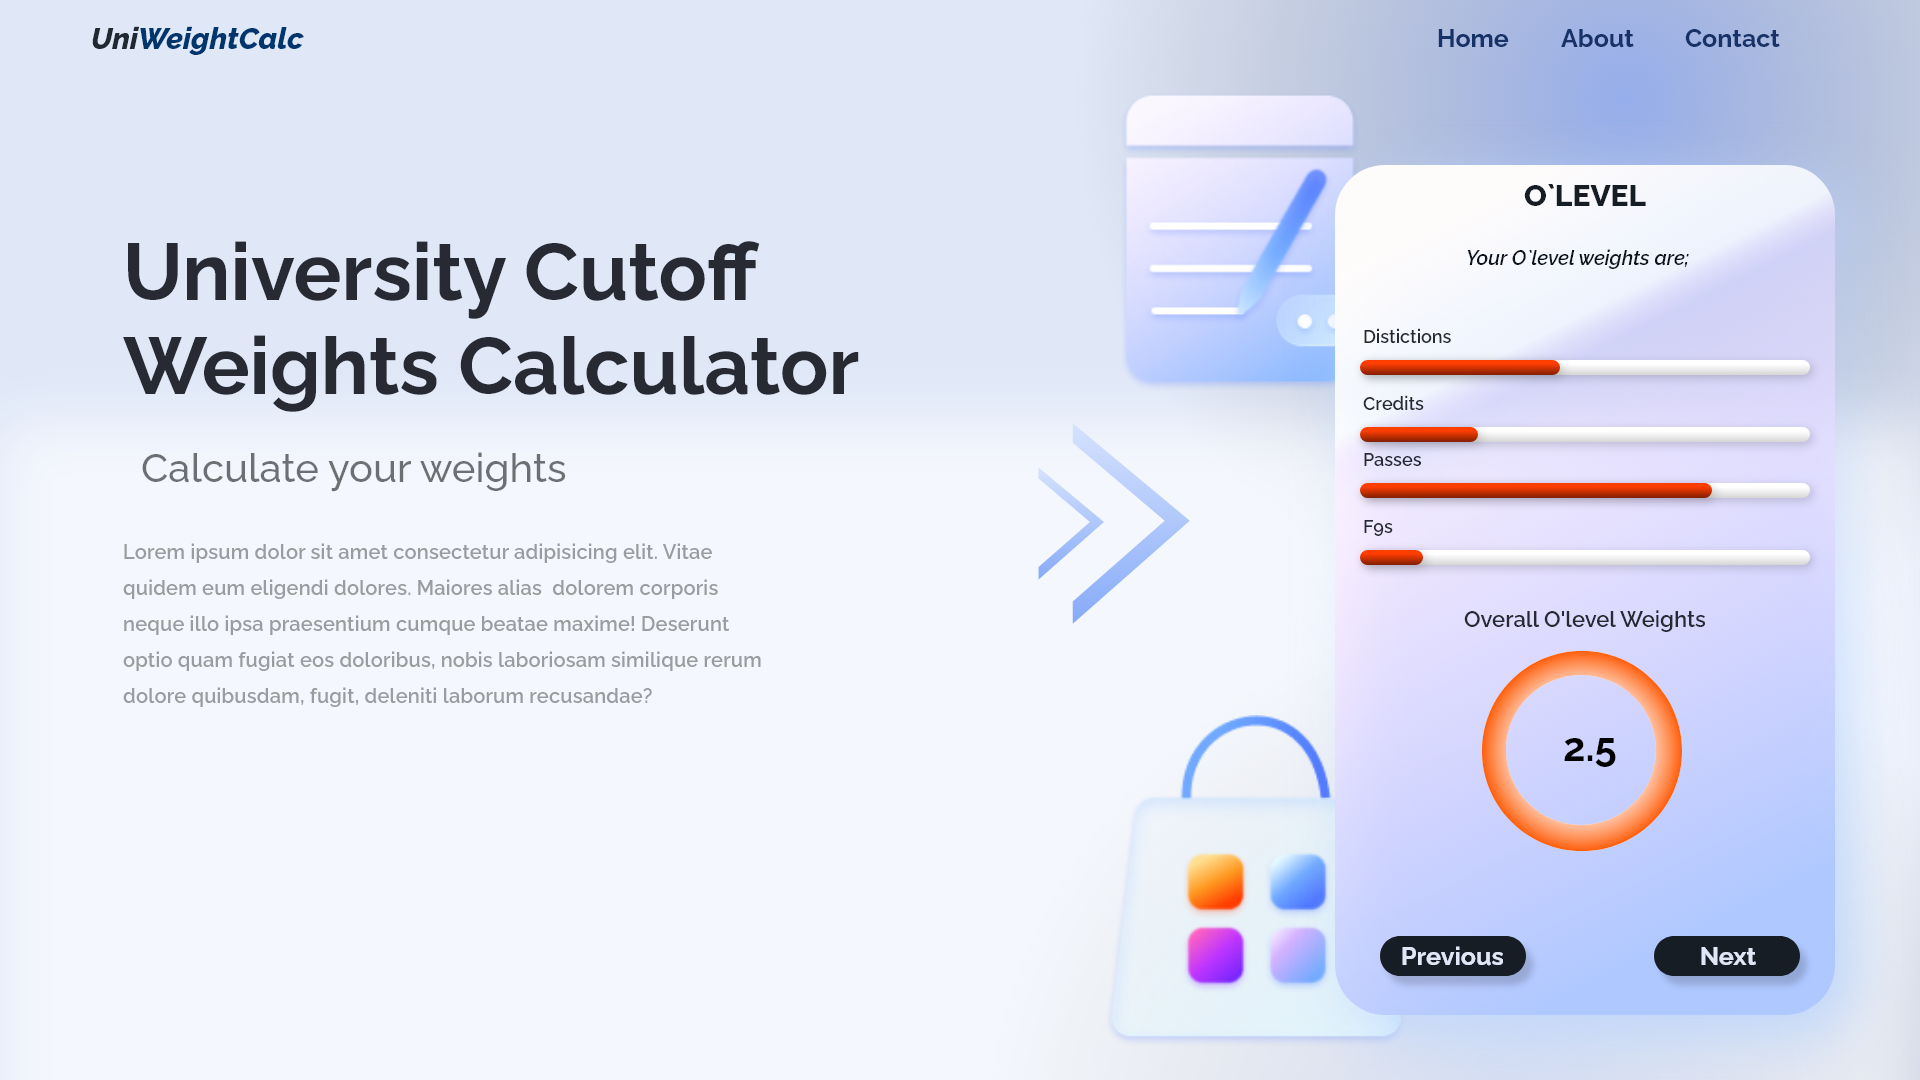 UniWeightCalc
Home About Contact
University Cutoff
Weights Calculator
Calculate your weights
Lorem ipsum dolor sit amet consectetur adipisicing elit. Vitae
quidem eum eligendi dolores. Maiores alias  dolorem corporis
neque illo ipsa praesentium cumque beatae maxime! Deserunt
optio quam fugiat eos doloribus, nobis laboriosam similique rerum
dolore quibusdam, fugit, deleniti laborum recusandae?
O`LEVEL
Your O`level weights are;
Distictions
Credits
Passes
F9s
Overall O'level Weights
2.5
Previous
Next